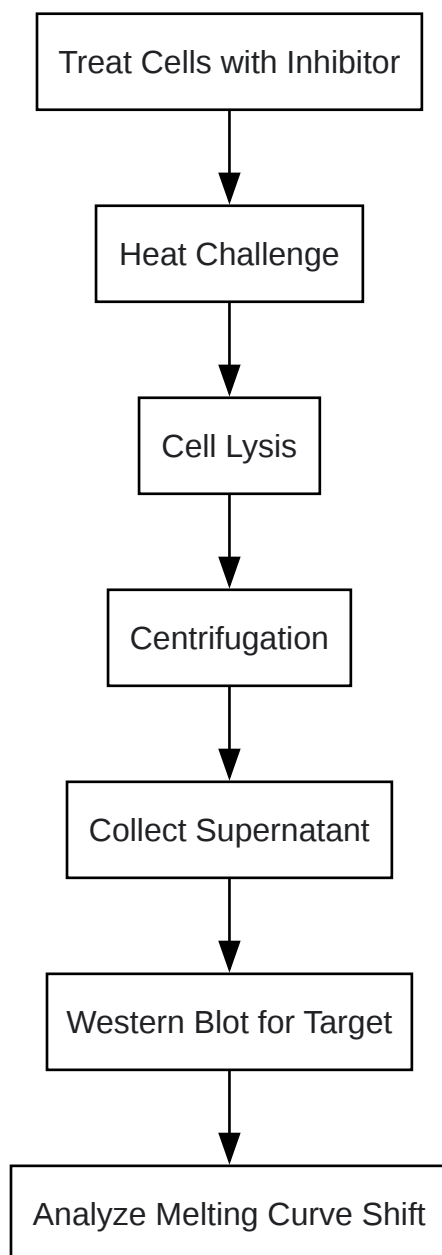 Treat Cells with Inhibitor
Heat Challenge
Cell Lysis
Centrifugation
Collect Supernatant
Western Blot for Target
Analyze Melting Curve Shift